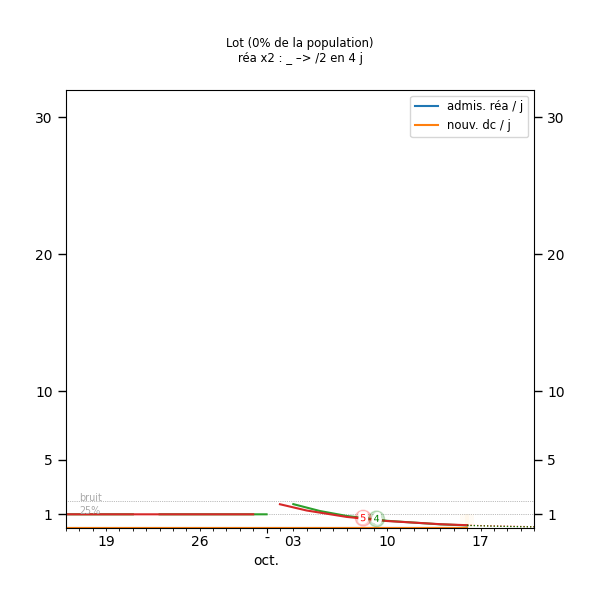 Lot (0% de la population)
réa x2 : _ –> /2 en 4 j
admis. réa / j
nouv. dc / j
30 30
20 20
10 10
5 5
bruit
25%
1 5 4 1
19 26 - 03 10 17
oct.